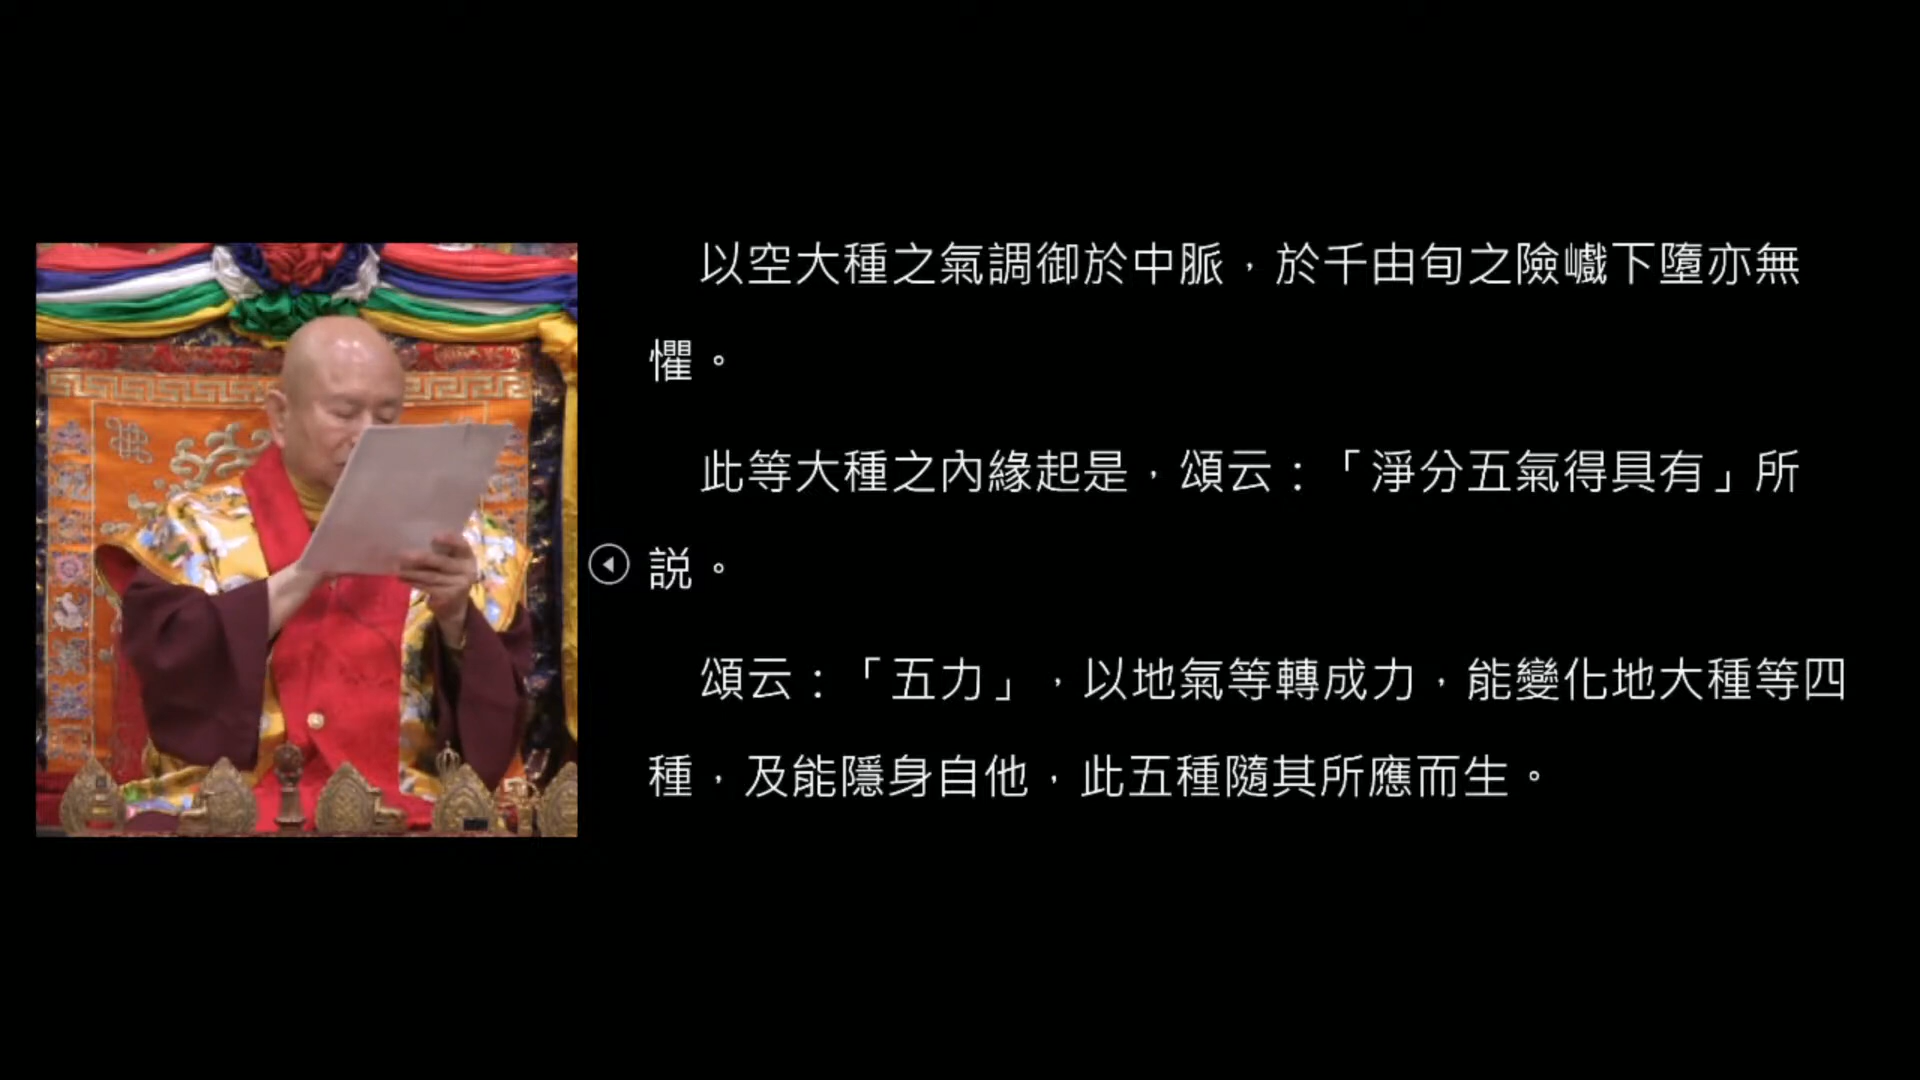 以空大種之氣調御於中脈，於千由旬之險巇下墮亦無
懼。
此等大種之內緣起是，頌云：「淨分五氣得具有」所
説。
頌云：「五力」，以地氣等轉成力，能變化地大種等四
種，及能隱身自他，此五種隨其所應而生。